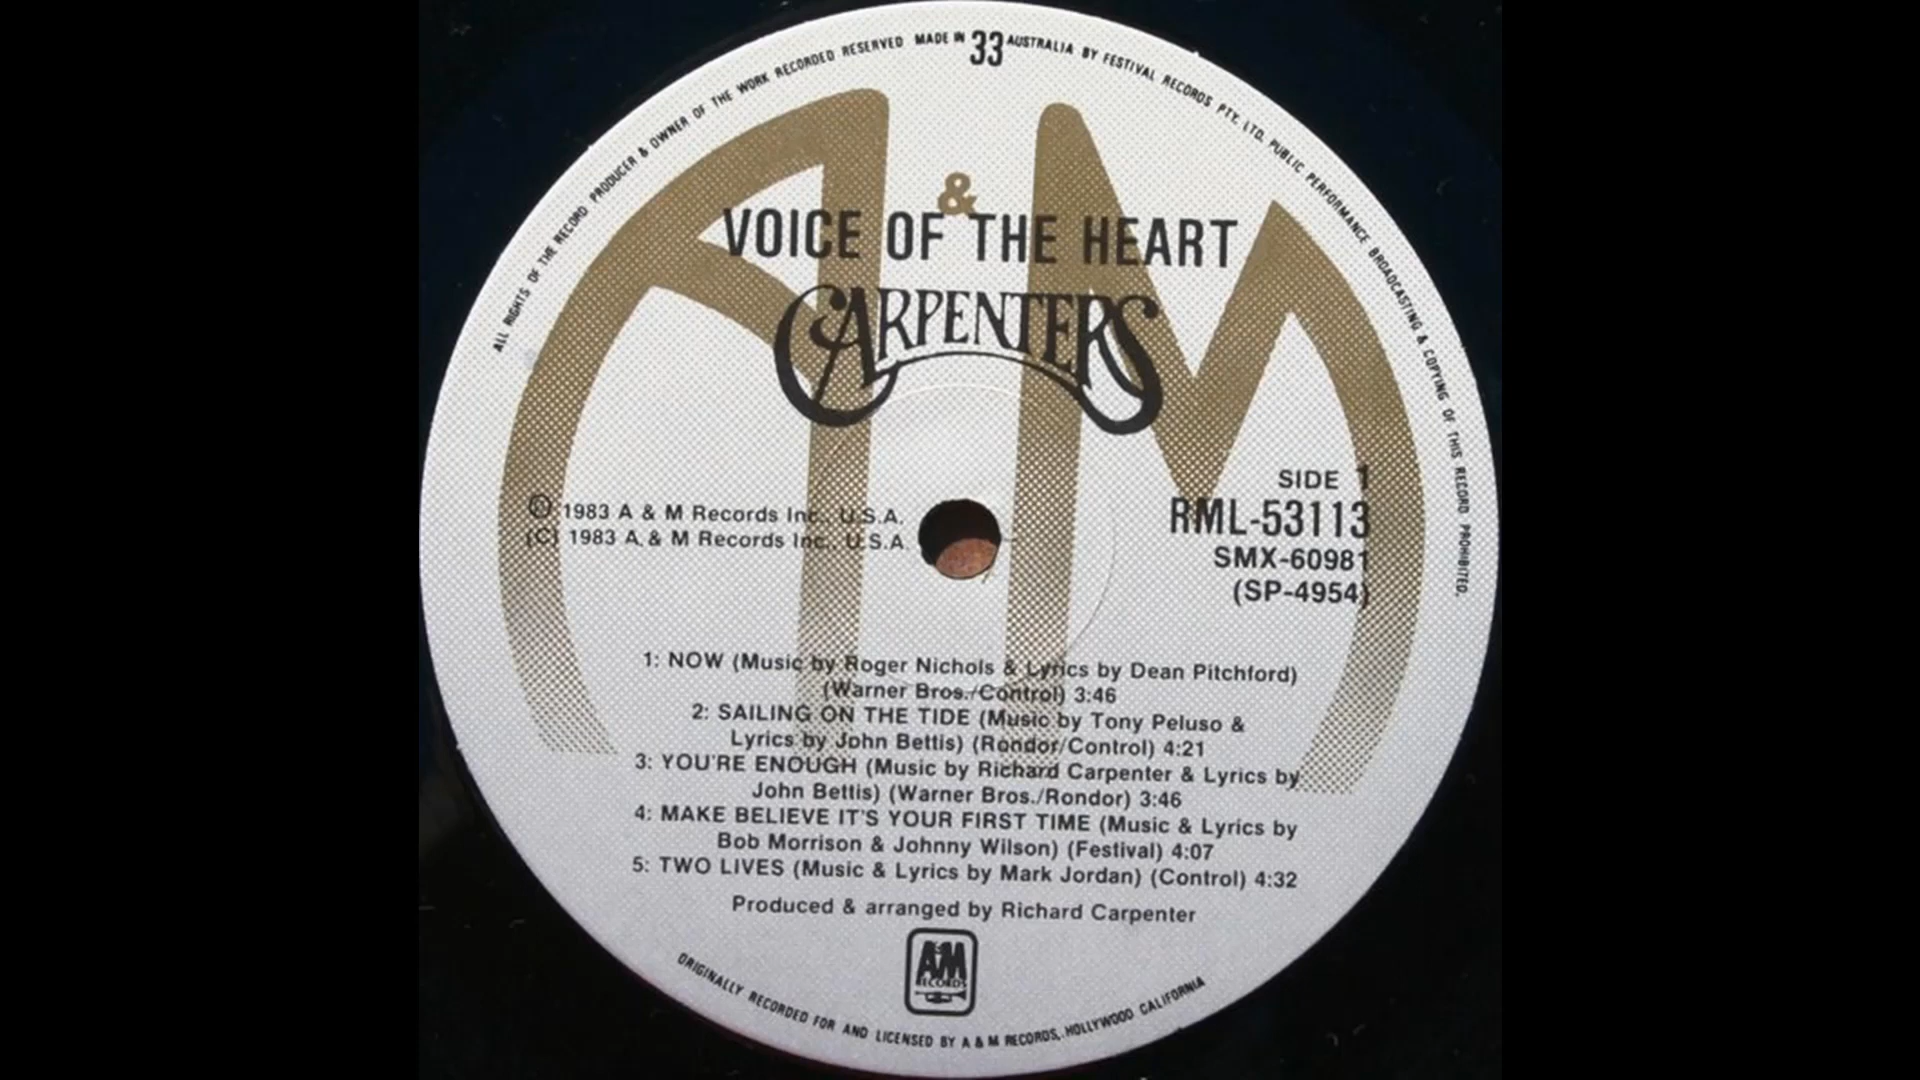 ALL RIGHTS OF THE RECORD PRODUCER & OWNER OF THE WORK RECORDED RESERVED MADE IN 33 AUSTRALIA BY FESTIVAL RECORDS PTY. LTD. PUBLIC PERFORMANCE BROADCASTING & COPYING OF THIS RECORD PROHIBITED.
A&M
VOICE OF THE HEART
CARPENTERS
SIDE 1
RML-53113
SMX-60981
(SP-4954)
Ⓟ 1983 A & M Records Inc., U.S.A.
(C) 1983 A. & M Records Inc., U.S.A.
1: NOW (Music by Roger Nichols & Lyrics by Dean Pitchford)
(Warner Bros./Control) 3:46
2: SAILING ON THE TIDE (Music by Tony Peluso &
Lyrics by John Bettis) (Rondor/Control) 4:21
3: YOU'RE ENOUGH (Music by Richard Carpenter & Lyrics by
John Bettis) (Warner Bros./Rondor) 3:46
4: MAKE BELIEVE IT'S YOUR FIRST TIME (Music & Lyrics by
Bob Morrison & Johnny Wilson) (Festival) 4:07
5: TWO LIVES (Music & Lyrics by Mark Jordan) (Control) 4:32
Produced & arranged by Richard Carpenter
A&M
RECORDS
ORIGINALLY RECORDED FOR AND LICENSED BY A & M RECORDS, HOLLYWOOD CALIFORNIA